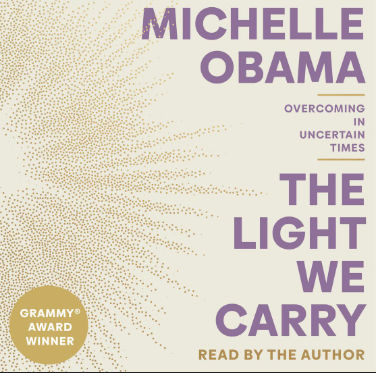 MICHELLE
OBAMA
OVERCOMING
IN
UNCERTAIN
TIMES
THE
LIGHT
WE
CARRY
GRAMMY®
AWARD
WINNER
READ BY THE AUTHOR